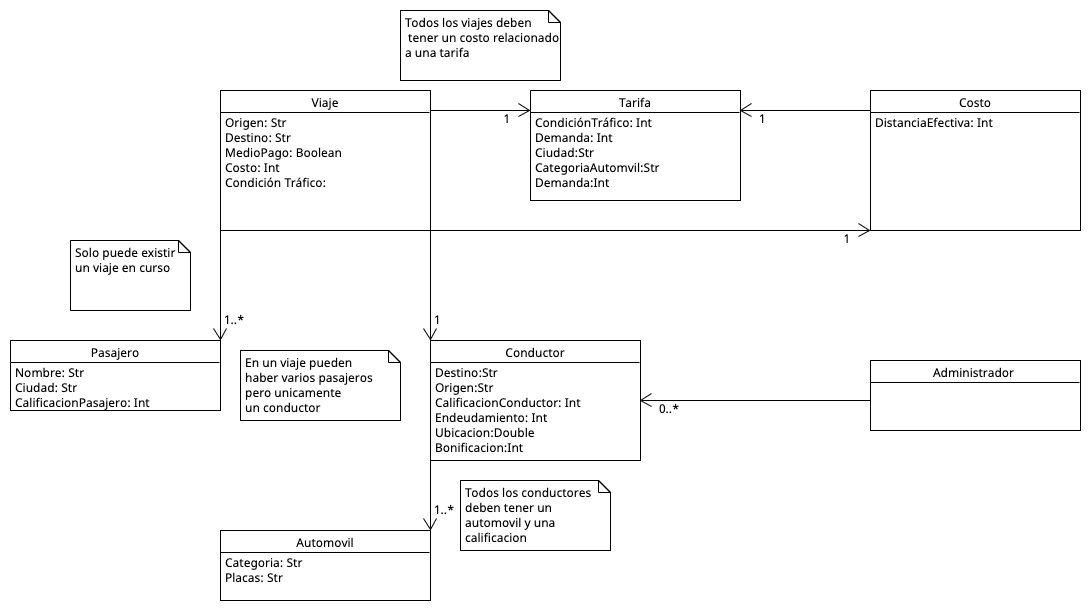 Todos los viajes deben
tener un costo relacionado
a una tarifa
Viaje
Origen: Str
Destino: Str
MedioPago: Boolean
Costo: Int
Condición Tráfico:
1
Tarifa
CondiciónTráfico: Int
Demanda: Int
Ciudad:Str
CategoriaAutomvil:Str
Demanda:Int
1
Costo
DistanciaEfectiva: Int
1
Solo puede existir
un viaje en curso
1..*
1
Pasajero
Nombre: Str
Ciudad: Str
CalificacionPasajero: Int
En un viaje pueden
haber varios pasajeros
pero unicamente
un conductor
Conductor
Destino:Str
Origen:Str
CalificacionConductor: Int
Endeudamiento: Int
Ubicacion:Double
Bonificacion:Int
0..*
Administrador
1..*
Todos los conductores
deben tener un
automovil y una
calificacion
Automovil
Categoria: Str
Placas: Str